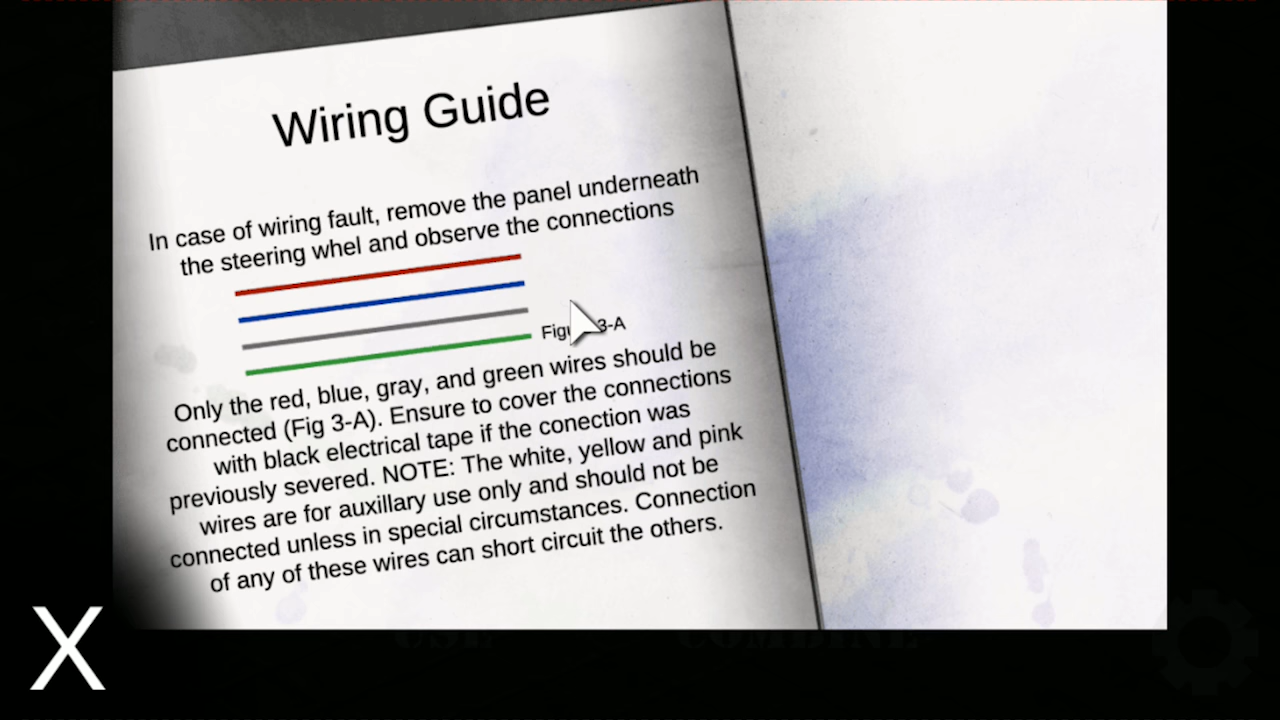 Wiring Guide
In case of wiring fault, remove the panel underneath
the steering whel and observe the connections
3-A
Only the red, blue, gray, and green wires should be
connected (Fig 3-A). Ensure to cover the connections
with black electrical tape if the conection was
previously severed. NOTE: The white, yellow and pink
wires are for auxillary use only and should not be
connected unless in special circumstances. Connection
of any of these wires can short circuit the others.
X
USE COMBINE